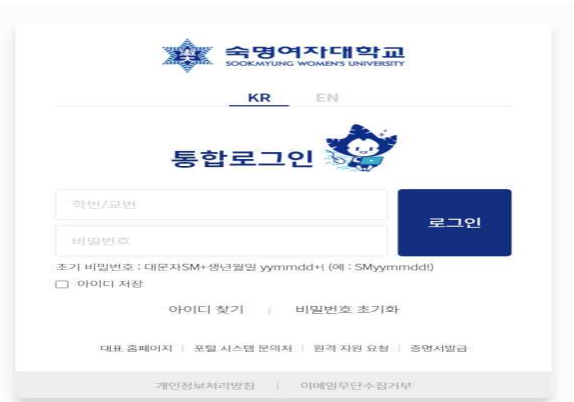 숙명여자대학교
SOOKMYUNG WOMEN'S UNIVERSITY
KR EN
통합로그인
학번/교번
로그인
비밀번호
초기 비밀번호 : 대문자SM+생년월일 yymmdd+! (예 : SMyymmdd!)
아이디 저장
아이디 찾기 | 비밀번호 초기화
대표 홈페이지 | 포털 시스템 문의처 | 원격 지원 요청 | 증명서발급
개인정보처리방침 | 이메일무단수집거부